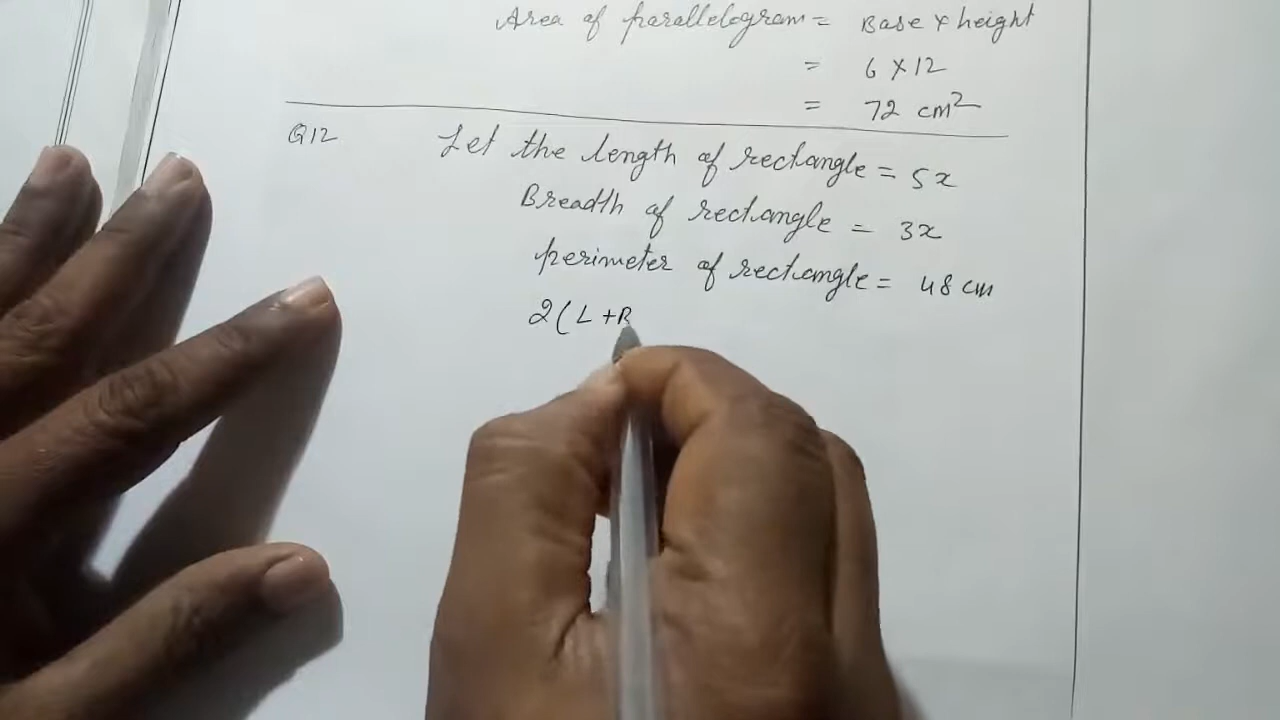 Area of parallelogram = Base × height
= 6 × 12
= 72 cm²
Q12 Let the length of rectangle = 5x
Breadth of rectangle = 3x
perimeter of rectangle = 48 cm
2(L+B